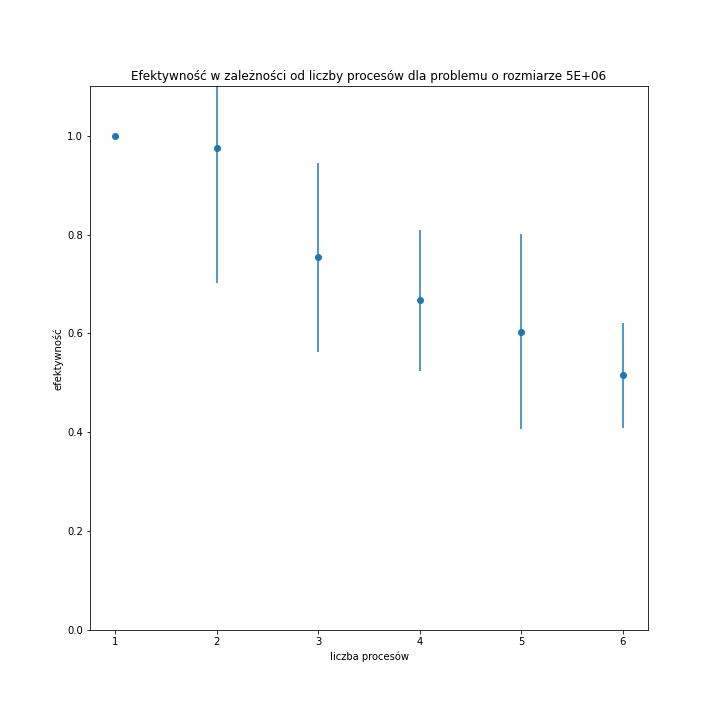 Efektywność w zależności od liczby procesów dla problemu o rozmiarze 5E+06
1.0
0.8
0.6
0.4
0.2
0.0
efektywność
1 2 3 4 5 6
liczba procesów